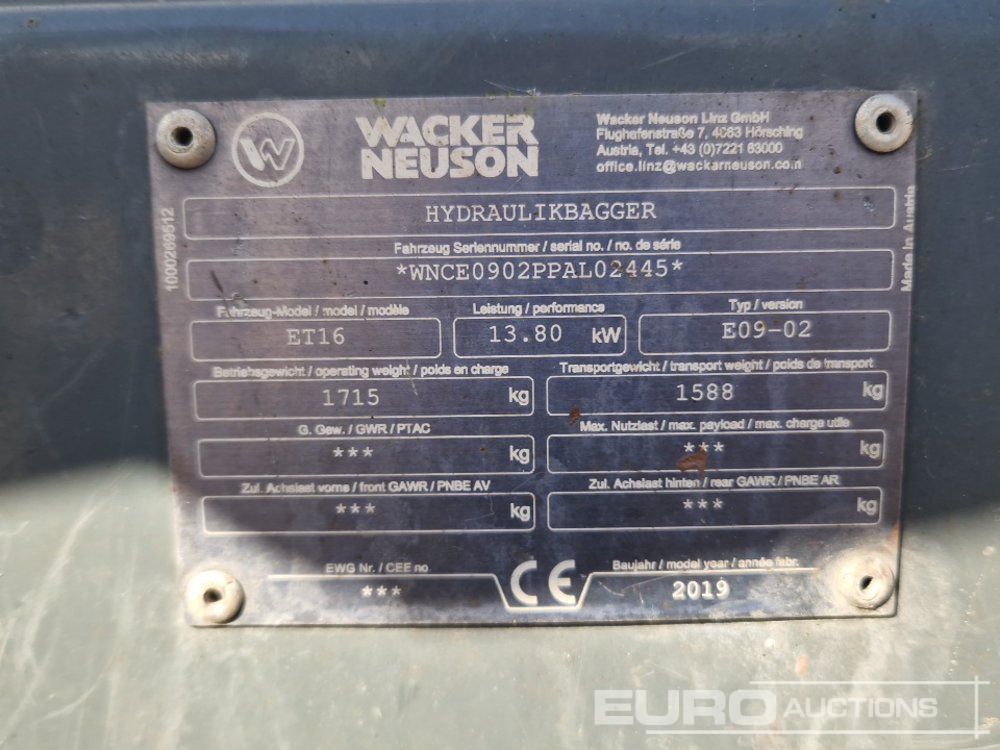 WACKER
NEUSON
Wacker Neuson Linz GmbH
Flughafenstraße 7, 4063 Hörsching
Austria, Tel. +43 (0)7221 63000
office.linz@wackerneuson.com
HYDRAULIKBAGGER
Fahrzeug Seriennummer / serial no. / no. de série
*WNCE0902PPAL02445*
Fahrzeug-Model / model / modèle
ET16
Leistung / performance
13.80 kW
Typ / version
E09-02
Betriebsgewicht / operating weight / poids en charge
1715 kg
Transportgewicht / transport weight / poids de transport
1588 kg
G. Gew. / GWR / PTAC
*** kg
Max. Nutzlast / max. payload / max. charge utile
*** kg
Zul. Achslast vorne / front GAWR / PNBE AV
*** kg
Zul. Achslast hinten / rear GAWR / PNBE AR
*** kg
EWG Nr. / CEE no
***
CE
Baujahr / model year / année fabr.
2019
1000269512
Made in Austria
EURO AUCTIONS